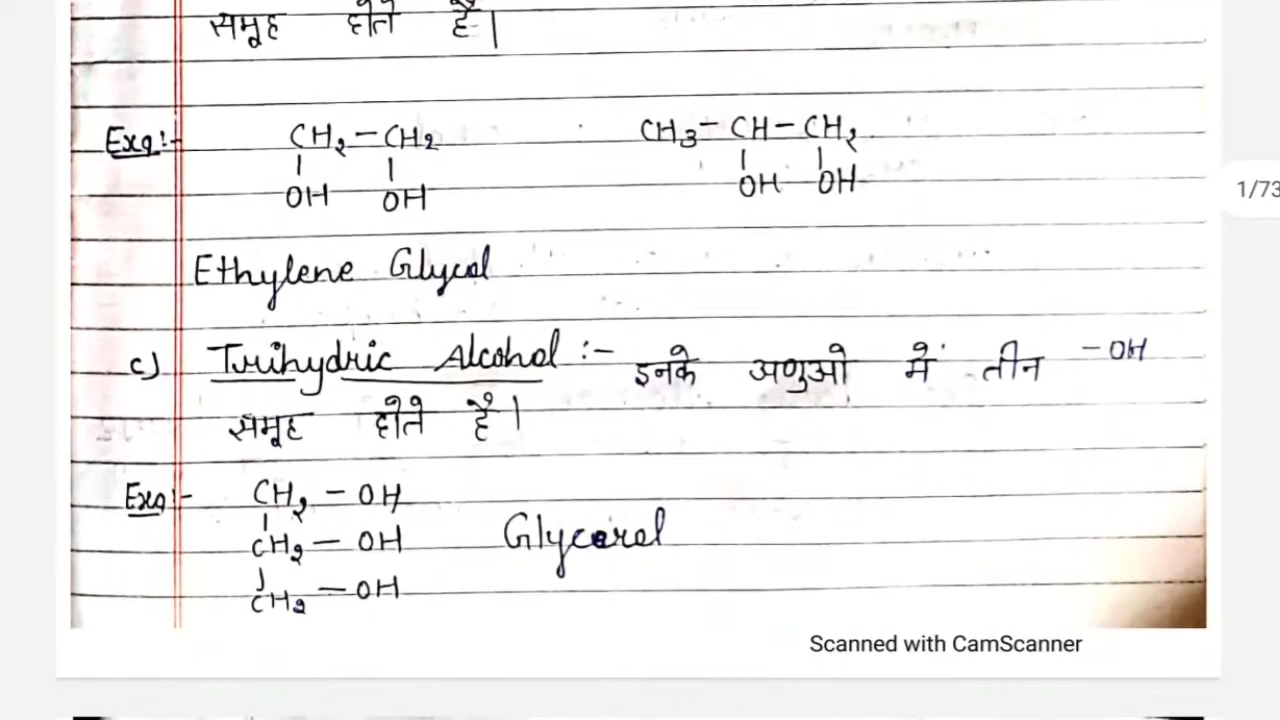 समूह होते है।
Exq:- CH₂-CH₂ CH₃-CH-CH₂
| | | |
OH OH OH OH
Ethylene Glycol
c) Trihydric Alcohol :- इनके अणुओ में तीन -OH
समूह होते है।
Exq:- CH₂-OH
|
CH₂-OH Glycerol
|
CH₂-OH
Scanned with CamScanner
1/73